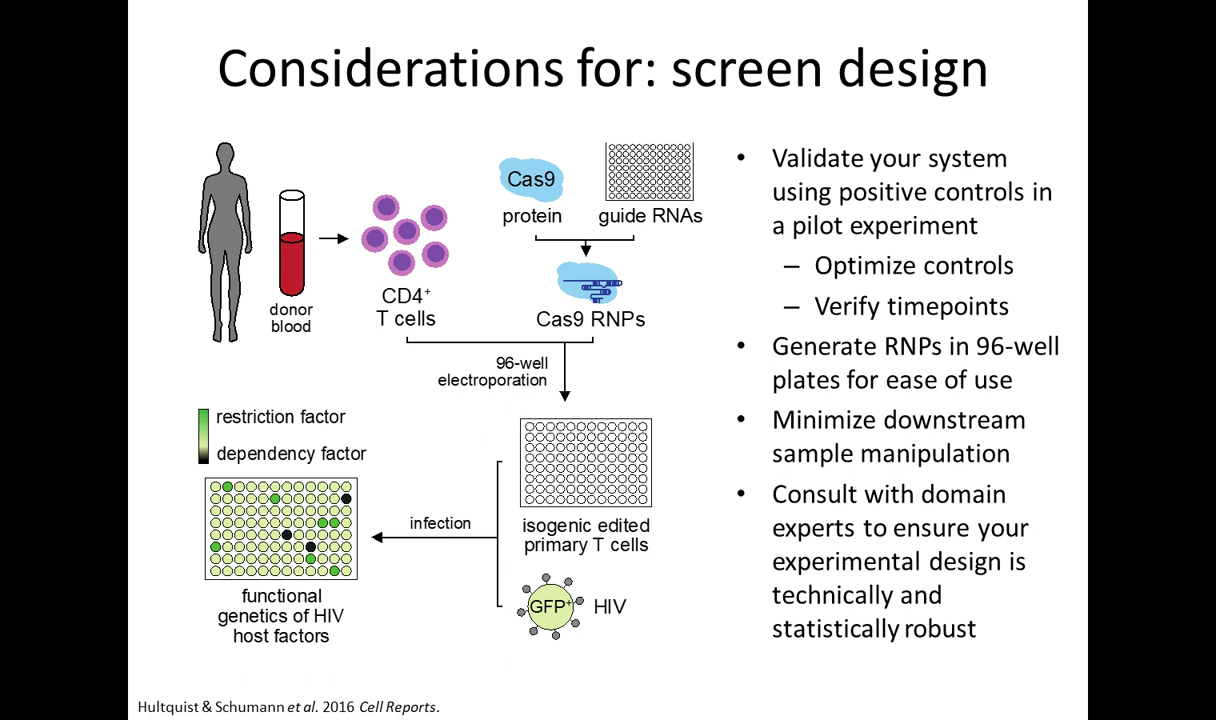 Considerations for: screen design
Cas9
protein
guide RNAs
donor
blood
CD4⁺
T cells
Cas9 RNPs
96-well
electroporation
restriction factor
dependency factor
infection
isogenic edited
primary T cells
GFP⁺
HIV
functional
genetics of HIV
host factors
• Validate your system
using positive controls in
a pilot experiment
– Optimize controls
– Verify timepoints
• Generate RNPs in 96-well
plates for ease of use
• Minimize downstream
sample manipulation
• Consult with domain
experts to ensure your
experimental design is
technically and
statistically robust
Hultquist & Schumann et al. 2016 Cell Reports.